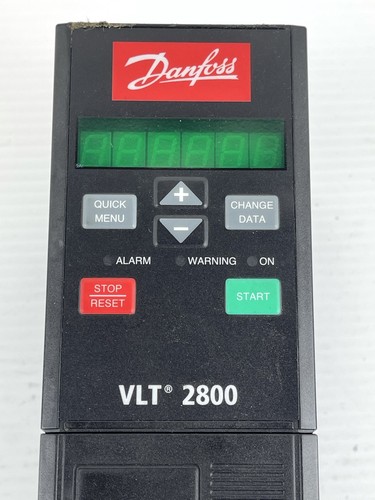 Danfoss
QUICK
MENU
+
−
CHANGE
DATA
ALARM
WARNING
ON
STOP
RESET
START
VLT® 2800